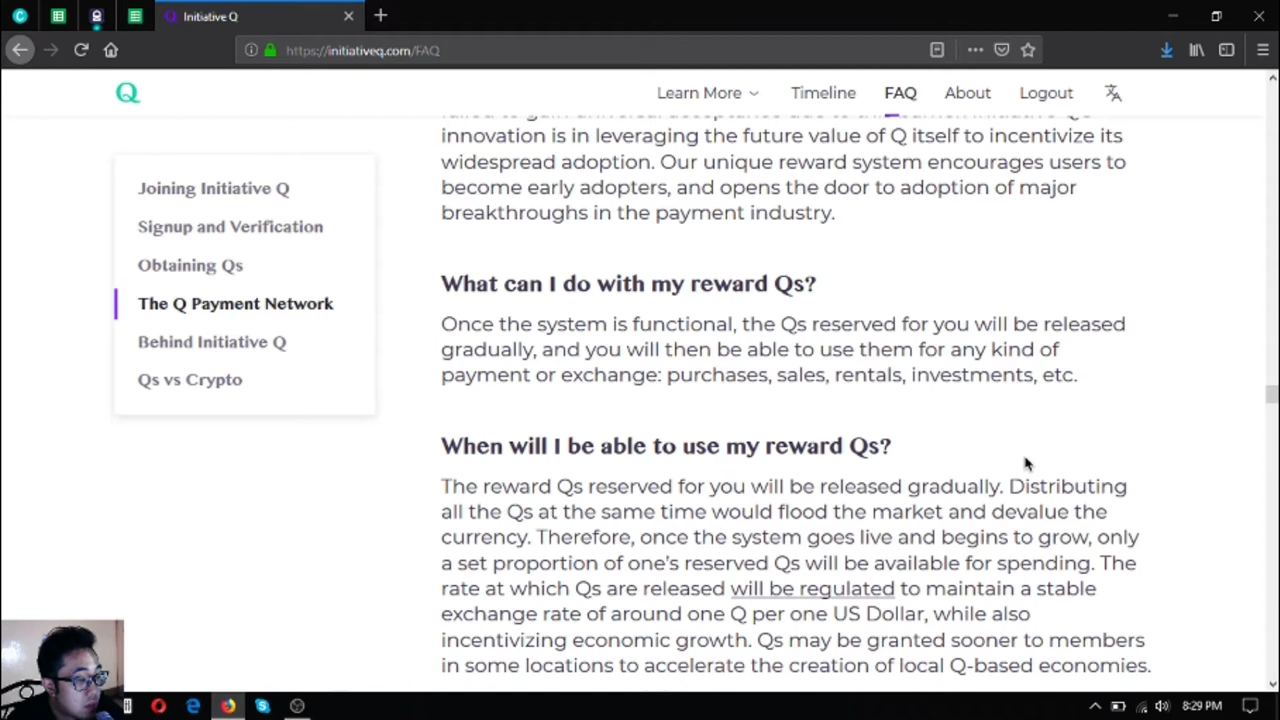 Initiative Q
https://initiativeq.com/FAQ
Q
Learn More
Timeline
FAQ
About
Logout
Joining Initiative Q
Signup and Verification
Obtaining Qs
The Q Payment Network
Behind Initiative Q
Qs vs Crypto
innovation is in leveraging the future value of Q itself to incentivize its
widespread adoption. Our unique reward system encourages users to
become early adopters, and opens the door to adoption of major
breakthroughs in the payment industry.
What can I do with my reward Qs?
Once the system is functional, the Qs reserved for you will be released
gradually, and you will then be able to use them for any kind of
payment or exchange: purchases, sales, rentals, investments, etc.
When will I be able to use my reward Qs?
The reward Qs reserved for you will be released gradually. Distributing
all the Qs at the same time would flood the market and devalue the
currency. Therefore, once the system goes live and begins to grow, only
a set proportion of one's reserved Qs will be available for spending. The
rate at which Qs are released will be regulated to maintain a stable
exchange rate of around one Q per one US Dollar, while also
incentivizing economic growth. Qs may be granted sooner to members
in some locations to accelerate the creation of local Q-based economies.
8:29 PM